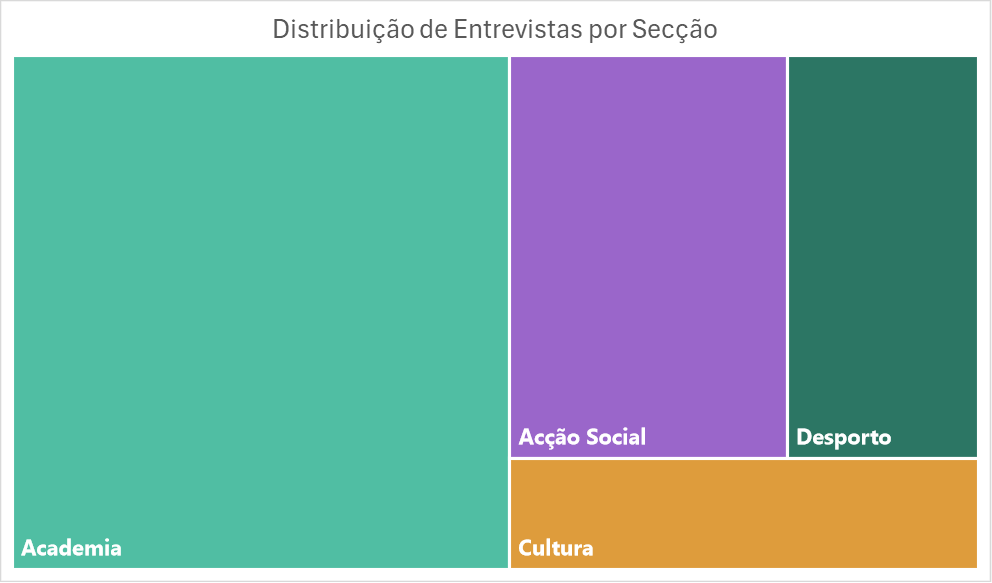 Distribuição de Entrevistas por Secção
Acção Social
Desporto
Academia
Cultura